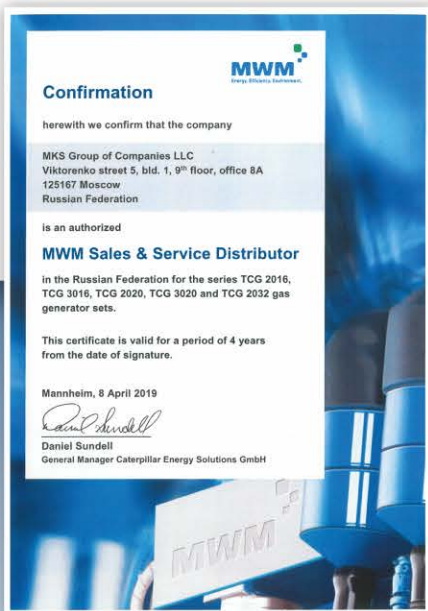 MWM
Energy. Efficiency. Environment.
Confirmation
herewith we confirm that the company
MKS Group of Companies LLC
Viktorenko street 5, bld. 1, 9th floor, office 8A
125167 Moscow
Russian Federation
is an authorized
MWM Sales & Service Distributor
in the Russian Federation for the series TCG 2016,
TCG 3016, TCG 2020, TCG 3020 and TCG 2032 gas
generator sets.
This certificate is valid for a period of 4 years
from the date of signature.
Mannheim, 8 April 2019
Daniel Sundell
Daniel Sundell
General Manager Caterpillar Energy Solutions GmbH
MWM